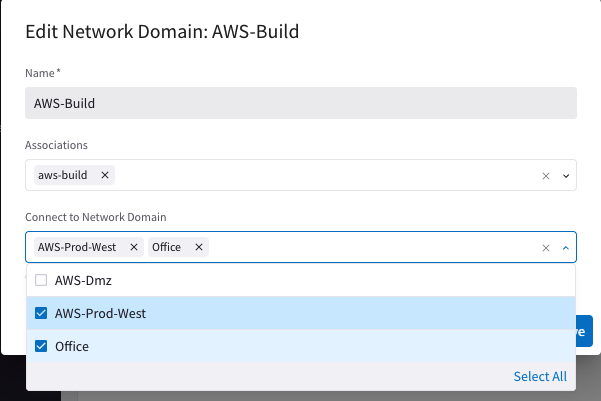 Edit Network Domain: AWS-Build
Name*
AWS-Build
Associations
aws-build
Connect to Network Domain
AWS-Prod-West Office
AWS-Dmz
AWS-Prod-West
Office
Select All